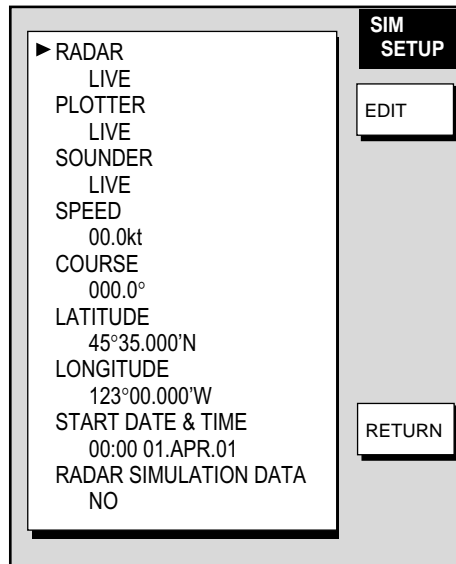 SIM
SETUP
►RADAR
LIVE
PLOTTER
LIVE
SOUNDER
LIVE
SPEED
00.0kt
COURSE
000.0°
LATITUDE
45°35.000’N
LONGITUDE
123°00.000’W
START DATE & TIME
00:00 01.APR.01
RADAR SIMULATION DATA
NO
EDIT
RETURN